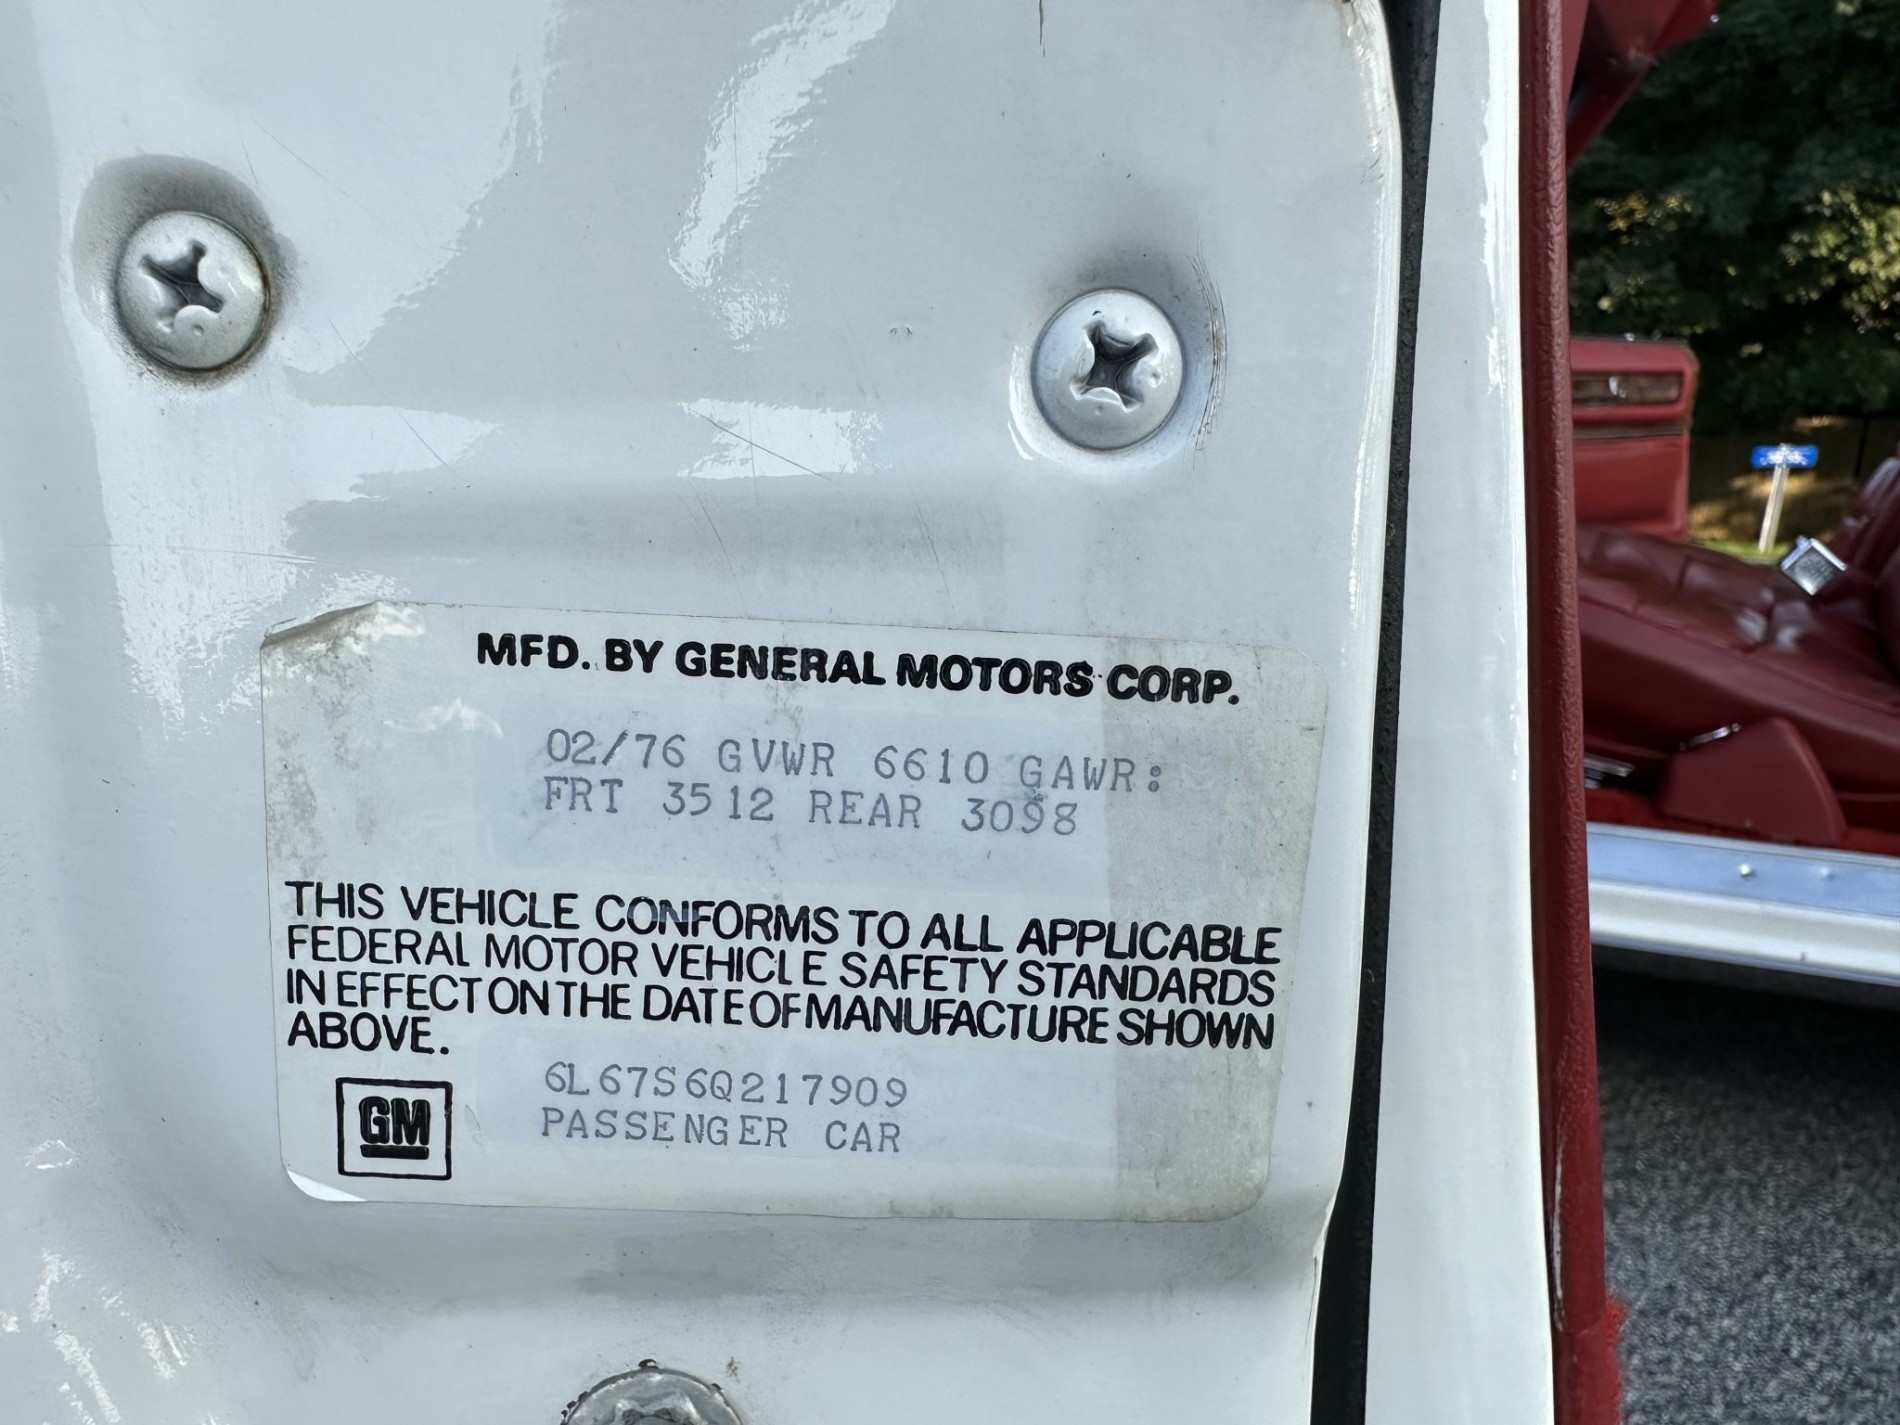 MFD. BY GENERAL MOTORS CORP.
02/76 GVWR 6610 GAWR:
FRT 3512 REAR 3098
THIS VEHICLE CONFORMS TO ALL APPLICABLE
FEDERAL MOTOR VEHICLE SAFETY STANDARDS
IN EFFECT ON THE DATE OF MANUFACTURE SHOWN
ABOVE.
6L67S6Q217909
PASSENGER CAR
GM